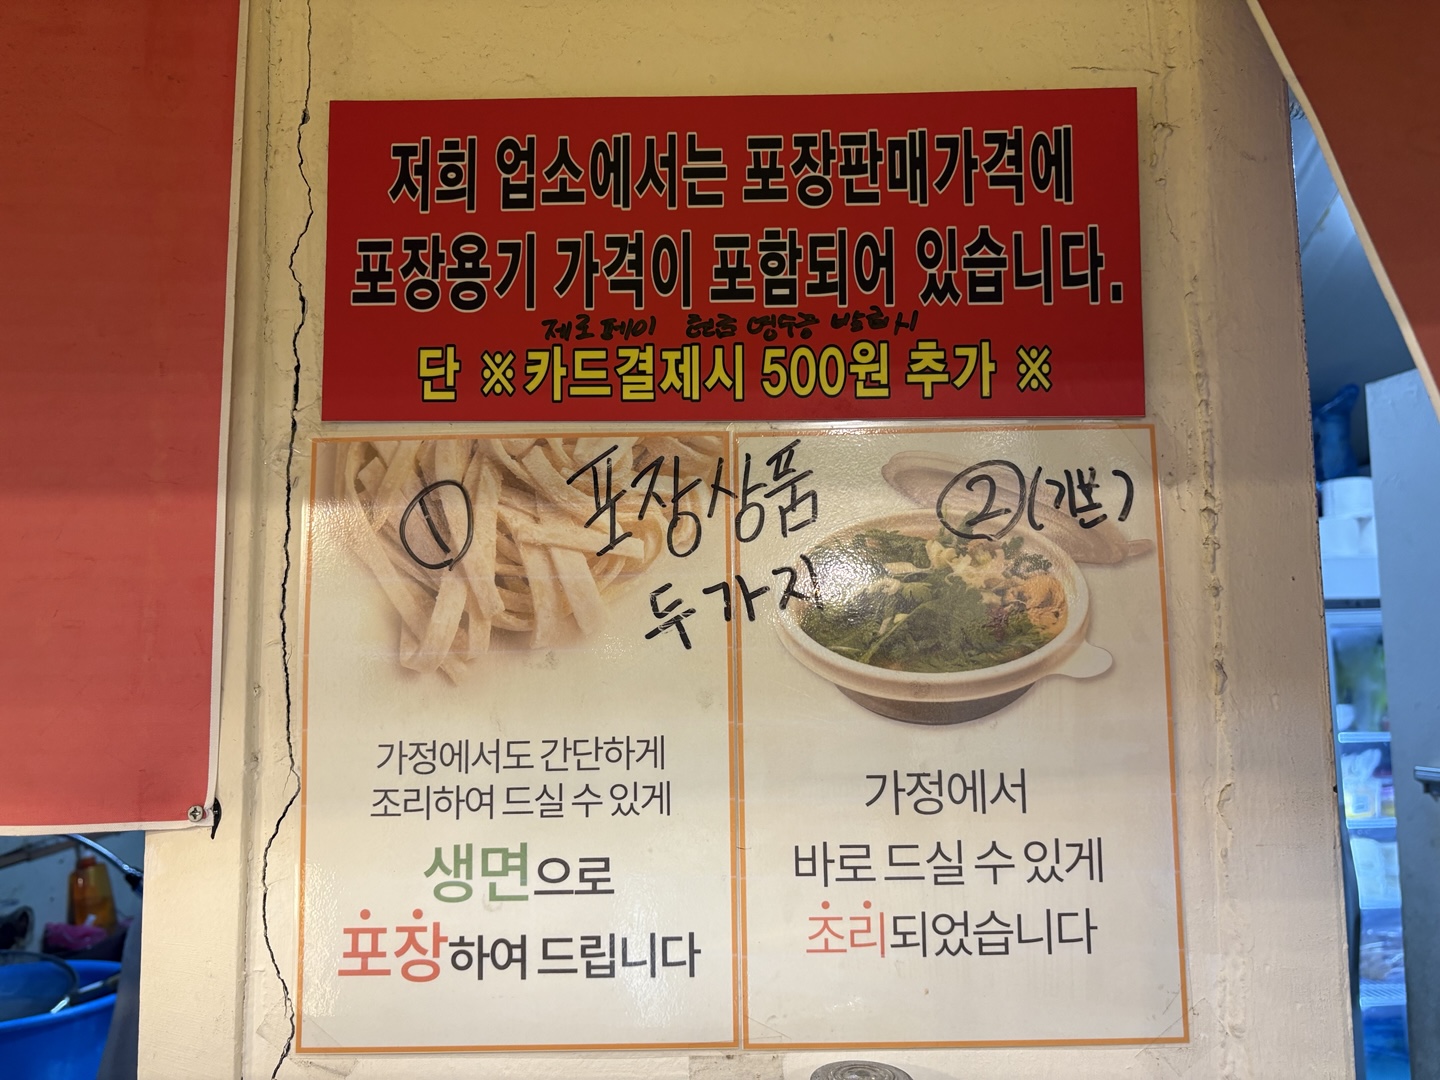 저희 업소에서는 포장판매가격에
포장용기 가격이 포함되어 있습니다.
제로페이 현금 영수증 발급시
단 ※카드결제시 500원 추가 ※
포장상품
두가지
①
가정에서도 간단하게
조리하여 드실 수 있게
생면으로
포장하여 드립니다
②(기본)
가정에서
바로 드실 수 있게
조리되었습니다